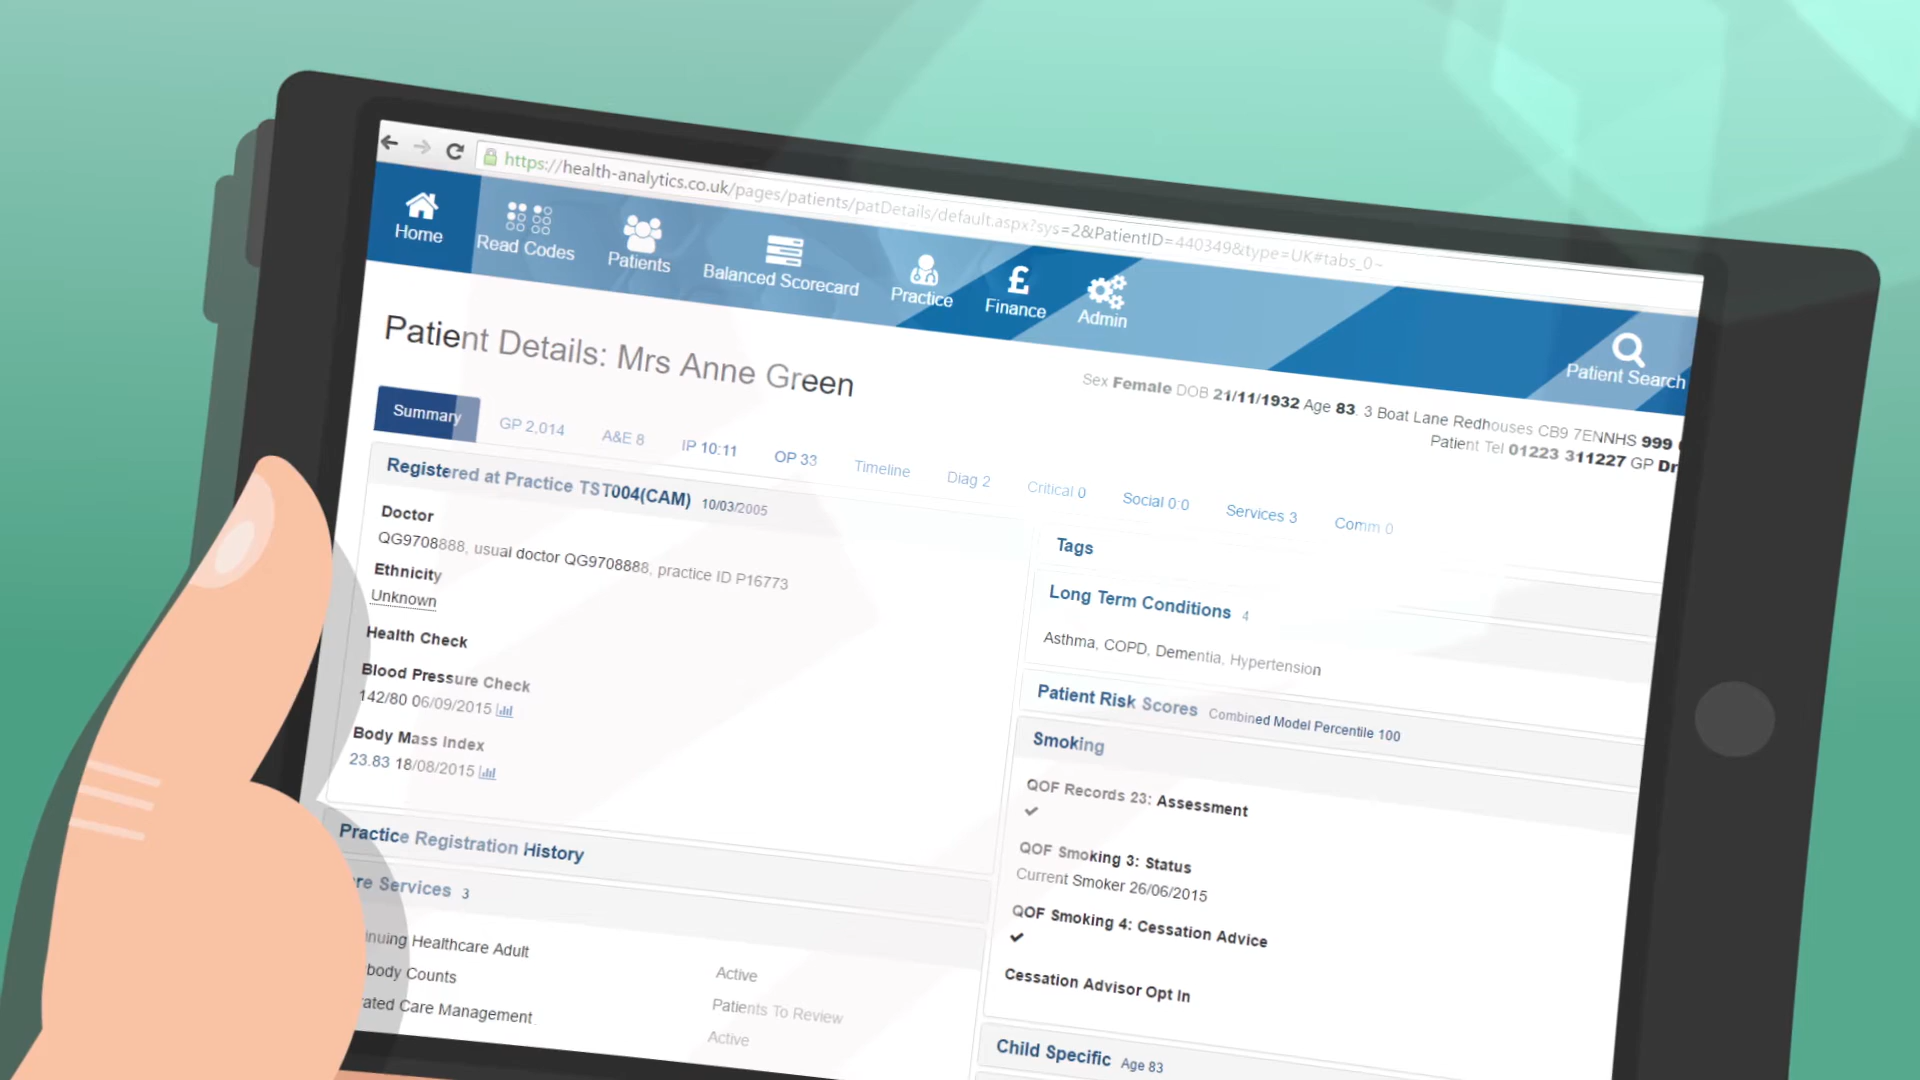 https://health-analytics.co.uk/pages/patients/patDetails/default.aspx?sys=2&PatientID=440349&type=UK#tabs_0~
Home
Read Codes
Patients
Balanced Scorecard
Practice
Finance
Admin
Patient Search
Patient Details: Mrs Anne Green
Sex Female DOB 21/11/1932 Age 83. 3 Boat Lane Redhouses CB9 7ENNHS 999
Patient Tel 01223 311227 GP Dr
Summary
GP 2,014
A&E 8
IP 10:11
OP 33
Timeline
Diag 2
Critical 0
Social 0:0
Services 3
Comm 0
Registered at Practice TST004(CAM) 10/03/2005
Doctor
QG9708888, usual doctor QG9708888, practice ID P16773
Ethnicity
Unknown
Health Check
Blood Pressure Check
142/80 06/09/2015
Body Mass Index
23.83 18/08/2015
Practice Registration History
re Services 3
nuing Healthcare Adult
body Counts
Active
ated Care Management
Patients To Review
Active
Tags
Long Term Conditions 4
Asthma, COPD, Dementia, Hypertension
Patient Risk Scores Combined Model Percentile 100
Smoking
QOF Records 23: Assessment
QOF Smoking 3: Status
Current Smoker 26/06/2015
QOF Smoking 4: Cessation Advice
Cessation Advisor Opt In
Child Specific Age 83